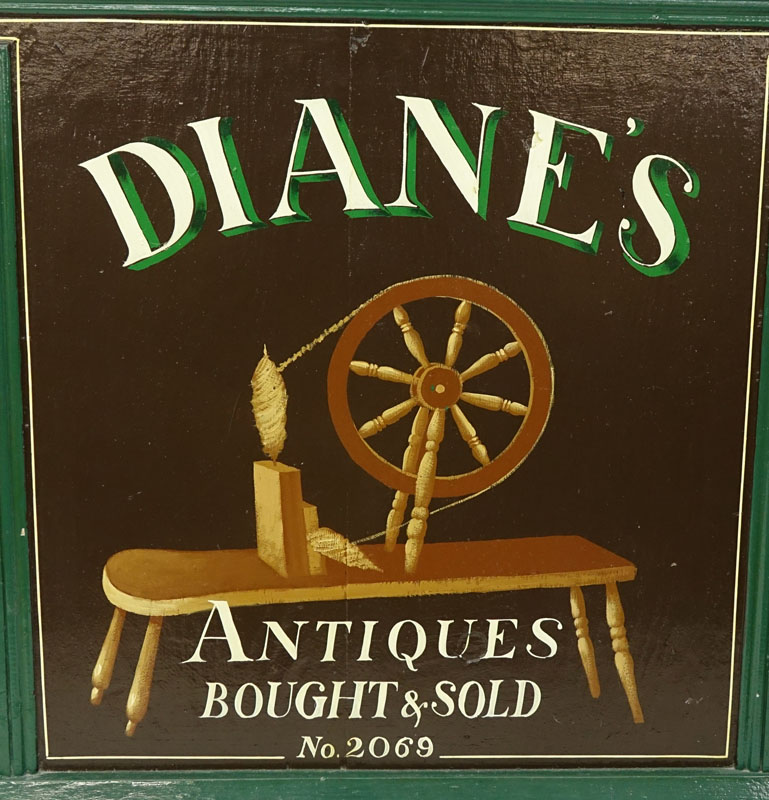 DIANE'S
ANTIQUES
BOUGHT & SOLD
No. 2069